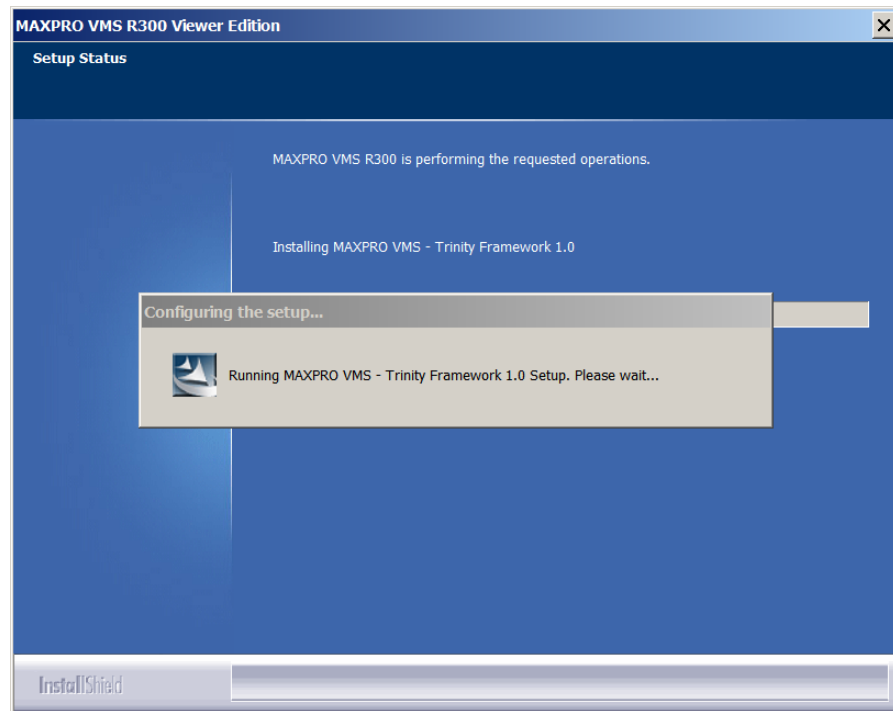 MAXPRO VMS R300 Viewer Edition
Setup Status
MAXPRO VMS R300 is performing the requested operations.
Installing MAXPRO VMS - Trinity Framework 1.0
Configuring the setup...
Running MAXPRO VMS - Trinity Framework 1.0 Setup. Please wait...
InstallShield